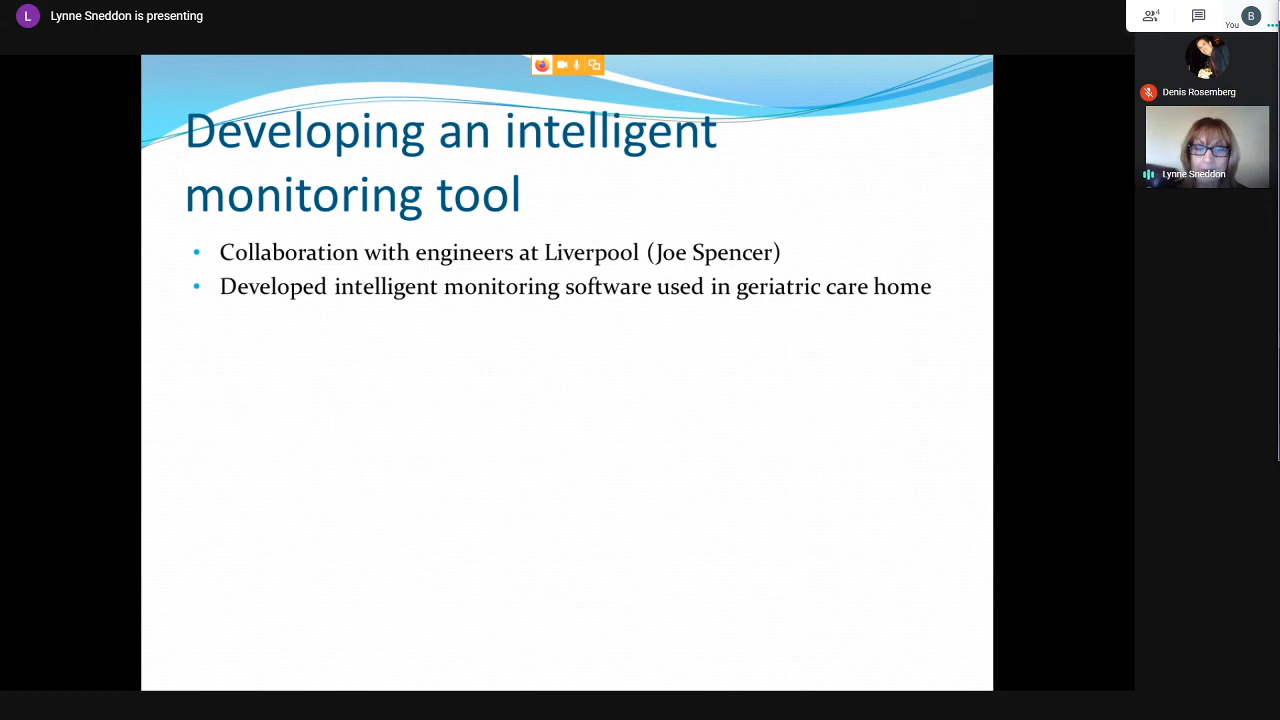 L Lynne Sneddon is presenting
4
You B
Denis Rosemberg
Lynne Sneddon
Developing an intelligent
monitoring tool
• Collaboration with engineers at Liverpool (Joe Spencer)
• Developed intelligent monitoring software used in geriatric care home